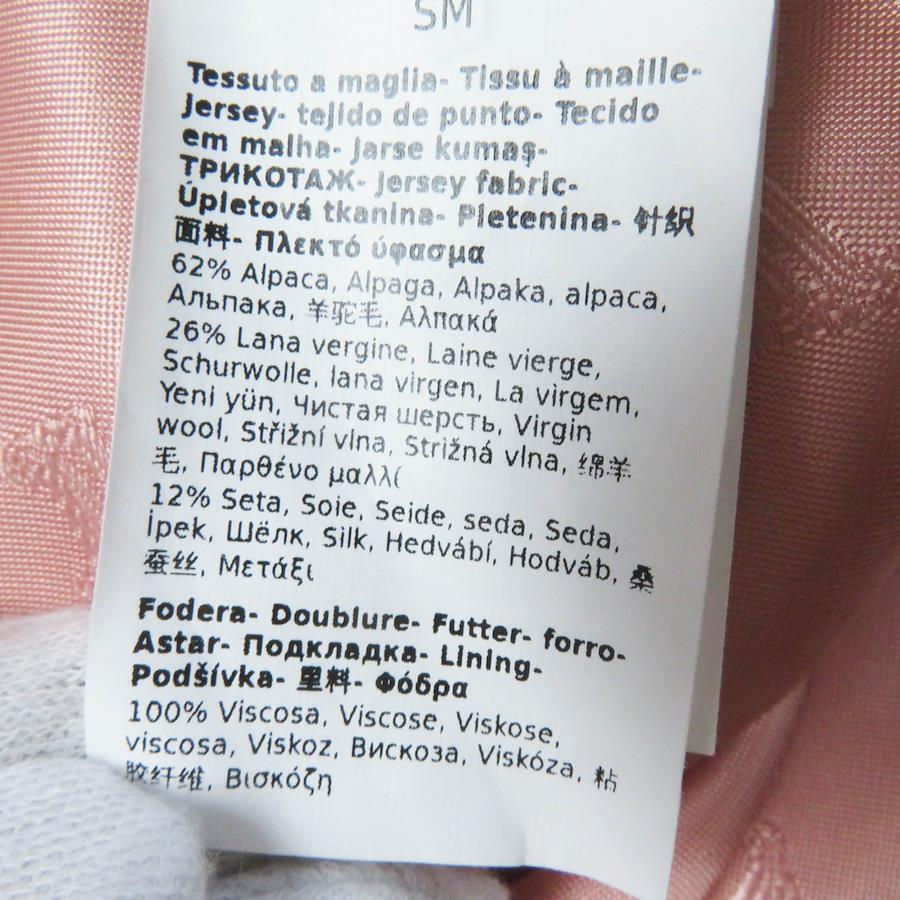 SM
Tessuto a maglia- Tissu à maille-
Jersey- tejido de punto- Tecido
em malha- Jarse kumaş-
ТРИКОТАЖ- Jersey fabric-
Úpletová tkanina- Pletenina- 针织
面料- Πλεκτό ύφασμα
62% Alpaca, Alpaga, Alpaka, alpaca,
Альпака, 羊驼毛, Αλπακά
26% Lana vergine, Laine vierge,
Schurwolle, lana virgen, La virgem,
Yeni yün, Чистая шерсть, Virgin
wool, Střižní vlna, Strižná vlna, 绵羊
毛, Παρθένο μαλλί
12% Seta, Soie, Seide, seda, Seda,
İpek, Шёлк, Silk, Hedvábí, Hodváb, 桑
蚕丝, Μετάξι
Fodera- Doublure- Futter- forro-
Astar- Подкладка- Lining-
Podšívka- 里料- Φόδρα
100% Viscosa, Viscose, Viskose,
viscosa, Viskoz, Вискоза, Viskóza, 粘
胶纤维, Βισκόζη